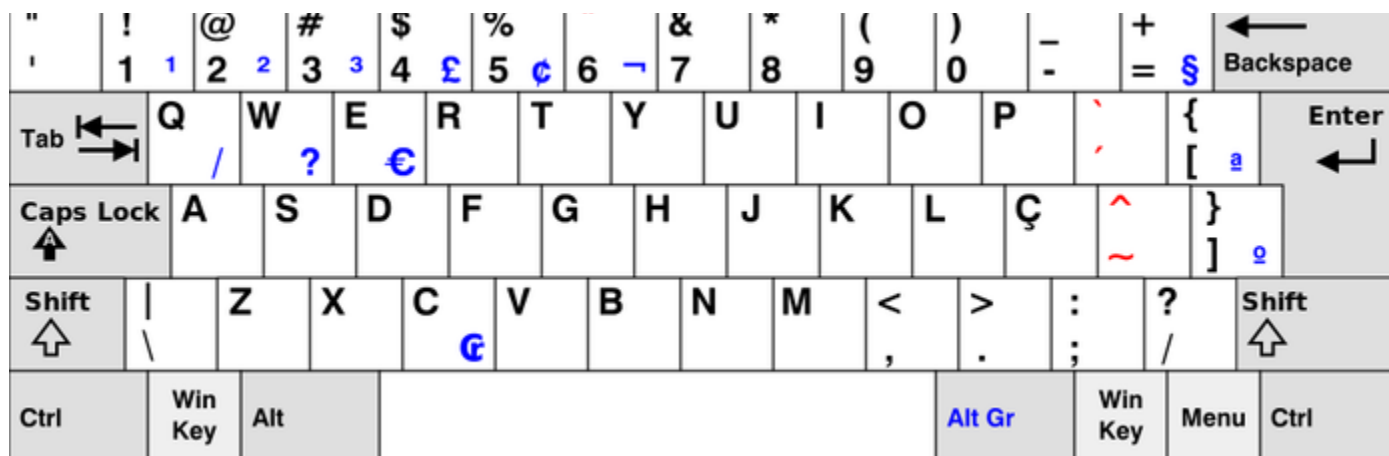 " ! @ # $ % & * ( ) _ +
' 1 ¹ 2 ² 3 ³ 4 £ 5 ¢ 6 ¬ 7 8 9 0 - = § Backspace
Tab Q W E R T Y U I O P ` { Enter
/ ? € ´ [ ª
Caps Lock A S D F G H J K L Ç ^ }
~ ] º
Shift | Z X C V B N M < > : ? Shift
\ ₢ , . ; /
Ctrl Win Key Alt Alt Gr Win Key Menu Ctrl